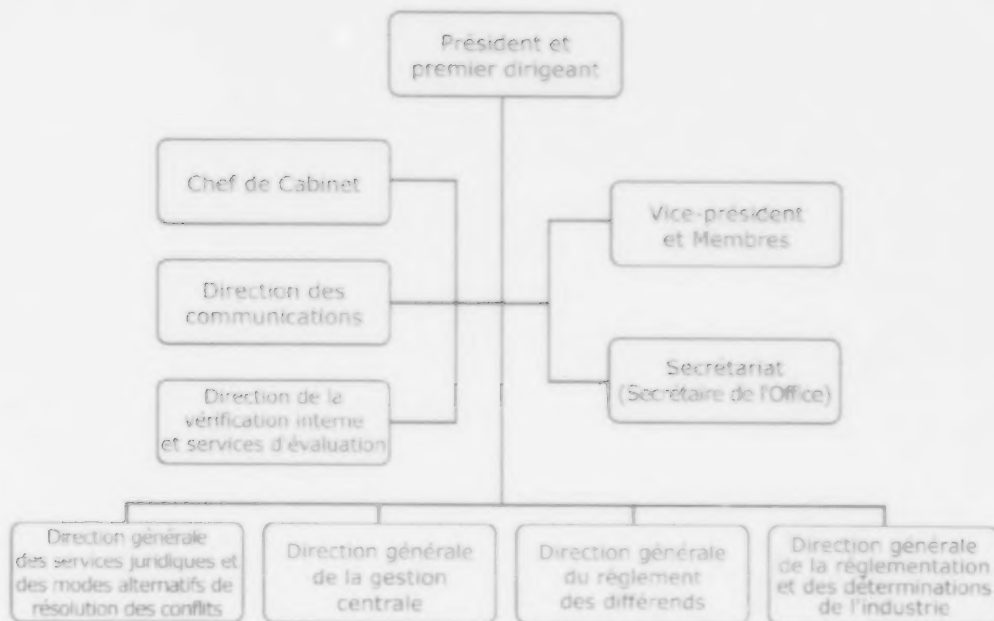 Président et
premier dirigeant
Chef de Cabinet
Vice-président
et Membres
Direction des
communications
Secrétariat
(Secrétaire de l'Office)
Direction de la
vérification interne
et services d'évaluation
Direction générale
des services juridiques et
des modes alternatifs de
résolution des conflits
Direction générale
de la gestion
centrale
Direction générale
du règlement
des différends
Direction générale
de la réglementation
et des déterminations
de l'industrie